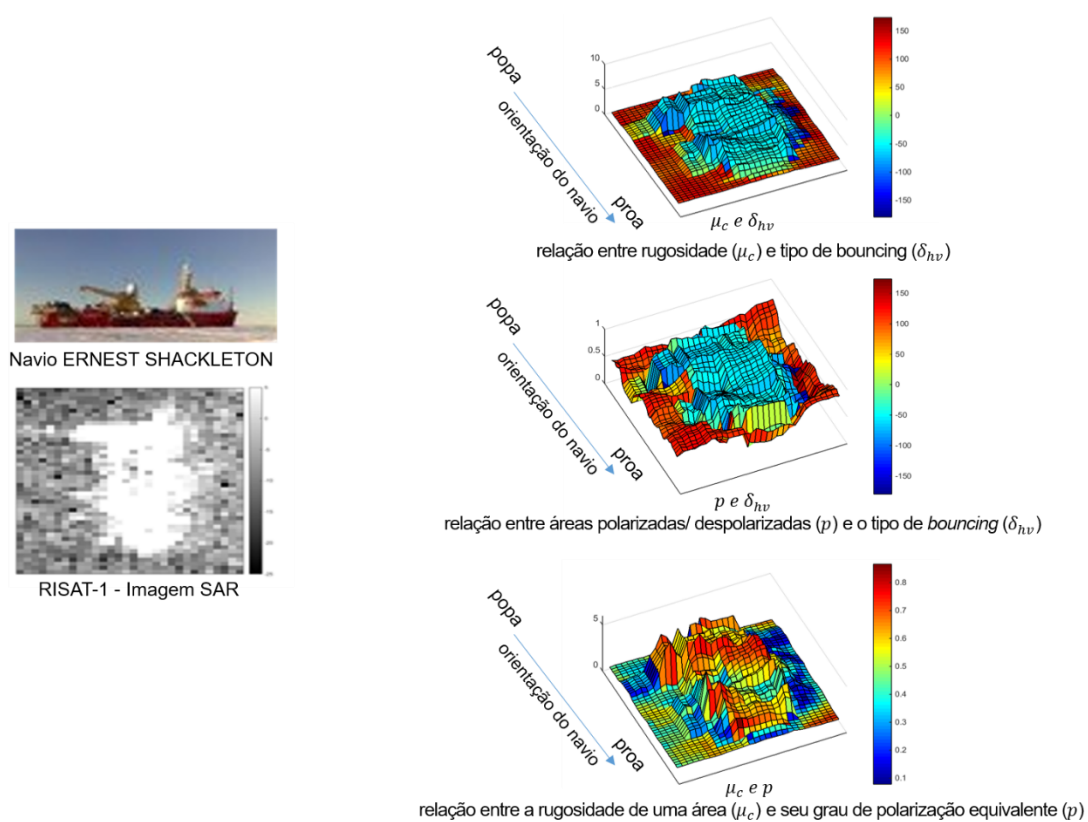 Navio ERNEST SHACKLETON
RISAT-1 - Imagem SAR
popa
orientação do navio
proa
10
5
0
150
100
50
0
-50
-100
-150
μc e δhv
relação entre rugosidade (μc) e tipo de bouncing (δhv)
popa
orientação do navio
proa
1
0.5
0
150
100
50
0
-50
-100
-150
p e δhv
relação entre áreas polarizadas/ despolarizadas (p) e o tipo de bouncing (δhv)
popa
orientação do navio
proa
5
0
0.8
0.7
0.6
0.5
0.4
0.3
0.2
0.1
μc e p
relação entre a rugosidade de uma área (μc) e seu grau de polarização equivalente (p)